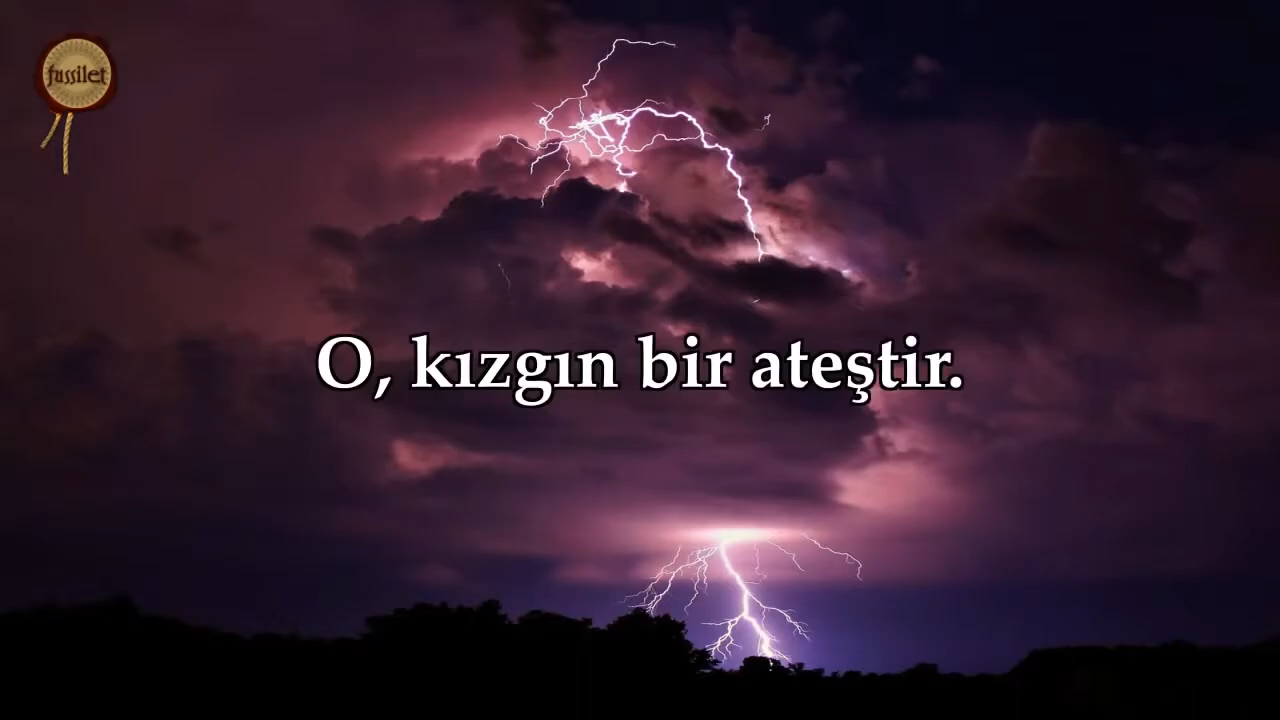 fussilet
O, kızgın bir ateştir.